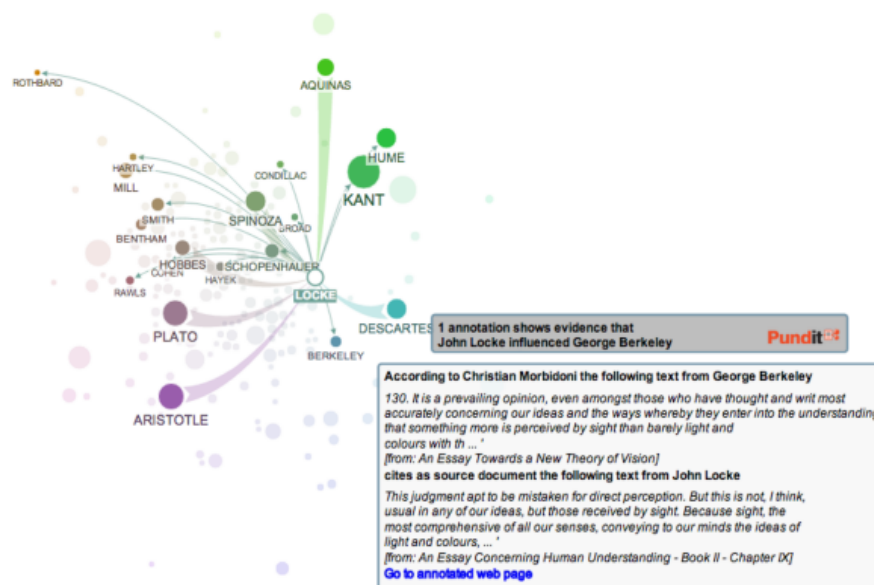 ROTHBARD
AQUINAS
HUME
HARTLEY
CONDILLAC
MILL
KANT
SMITH
SPINOZA
BROAD
BENTHAM
HOBBES
COHEN
SCHOPENHAUER
HAYEK
RAWLS
LOCKE
PLATO
DESCARTES
BERKELEY
ARISTOTLE
1 annotation shows evidence that
John Locke influenced George Berkeley
Pundit
According to Christian Morbidoni the following text from George Berkeley
130. It is a prevailing opinion, even amongst those who have thought and writ most
accurately concerning our ideas and the ways whereby they enter into the understanding
that something more is perceived by sight than barely light and
colours with th ... '
[from: An Essay Towards a New Theory of Vision]
cites as source document the following text from John Locke
This judgment apt to be mistaken for direct perception. But this is not, I think,
usual in any of our ideas, but those received by sight. Because sight, the
most comprehensive of all our senses, conveying to our minds the ideas of
light and colours, ... '
[from: An Essay Concerning Human Understanding - Book II - Chapter IX]
Go to annotated web page